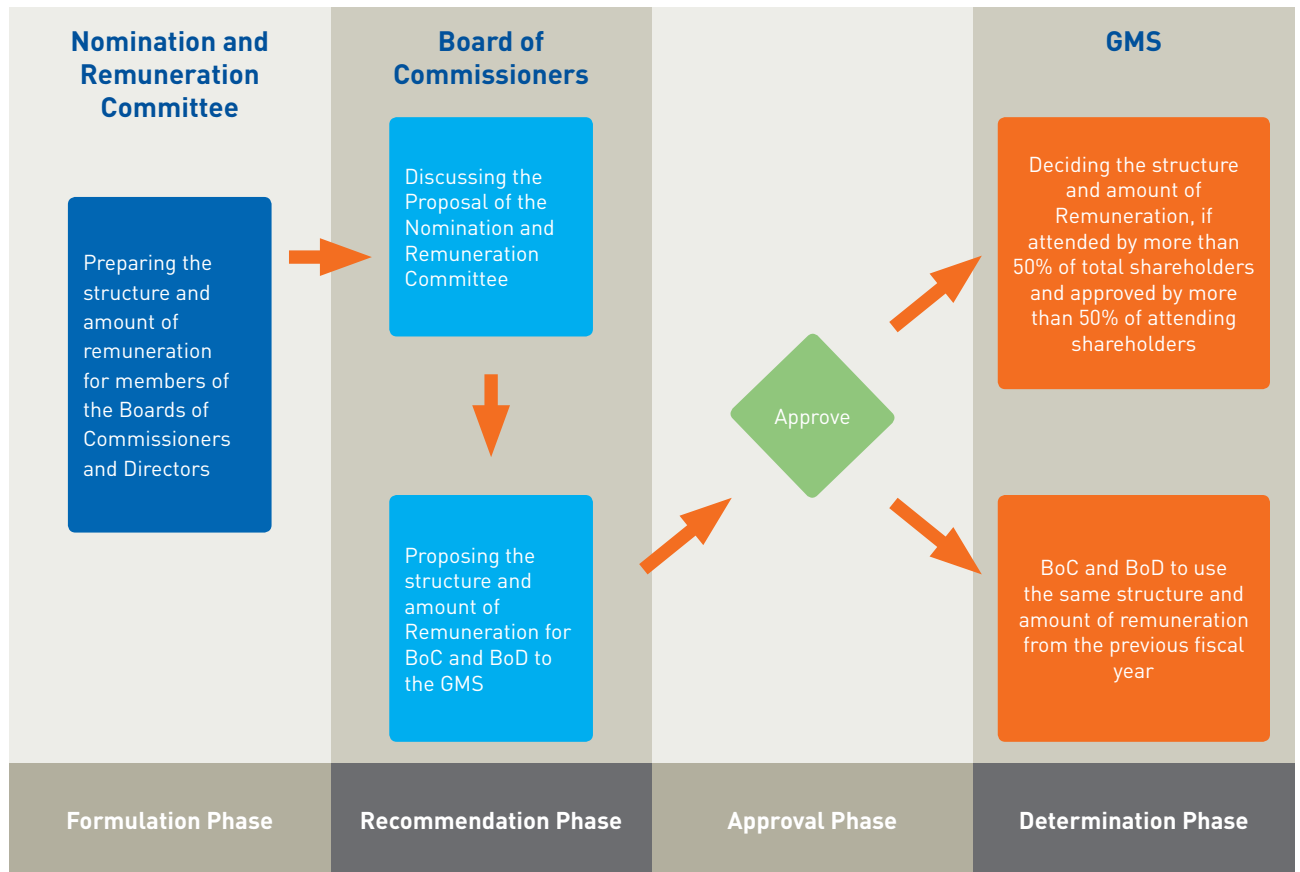 Nomination and
Remuneration
Committee
Preparing the
structure and
amount of
remuneration
for members of
the Boards of
Commissioners
and Directors
Formulation Phase
Board of
Commissioners
Discussing the
Proposal of the
Nomination and
Remuneration
Committee
Proposing the
structure and
amount of
Remuneration for
BoC and BoD to
the GMS
Recommendation Phase
Approve
Approval Phase
GMS
Deciding the structure
and amount of
Remuneration, if
attended by more than
50% of total shareholders
and approved by more
than 50% of attending
shareholders
BoC and BoD to use
the same structure and
amount of remuneration
from the previous fiscal
year
Determination Phase